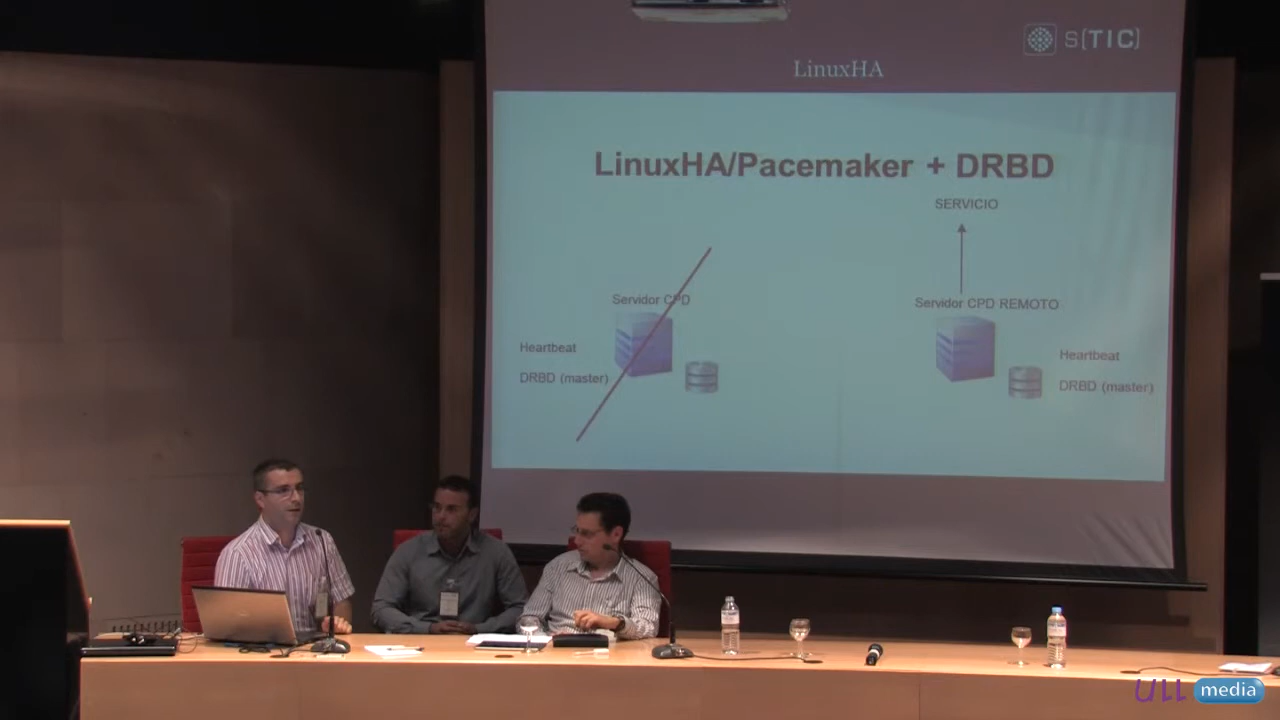 S[TIC]
LinuxHA
LinuxHA/Pacemaker + DRBD
SERVICIO
Servidor CPD
Servidor CPD REMOTO
Heartbeat
DRBD (master)
Heartbeat
DRBD (master)
ULL media